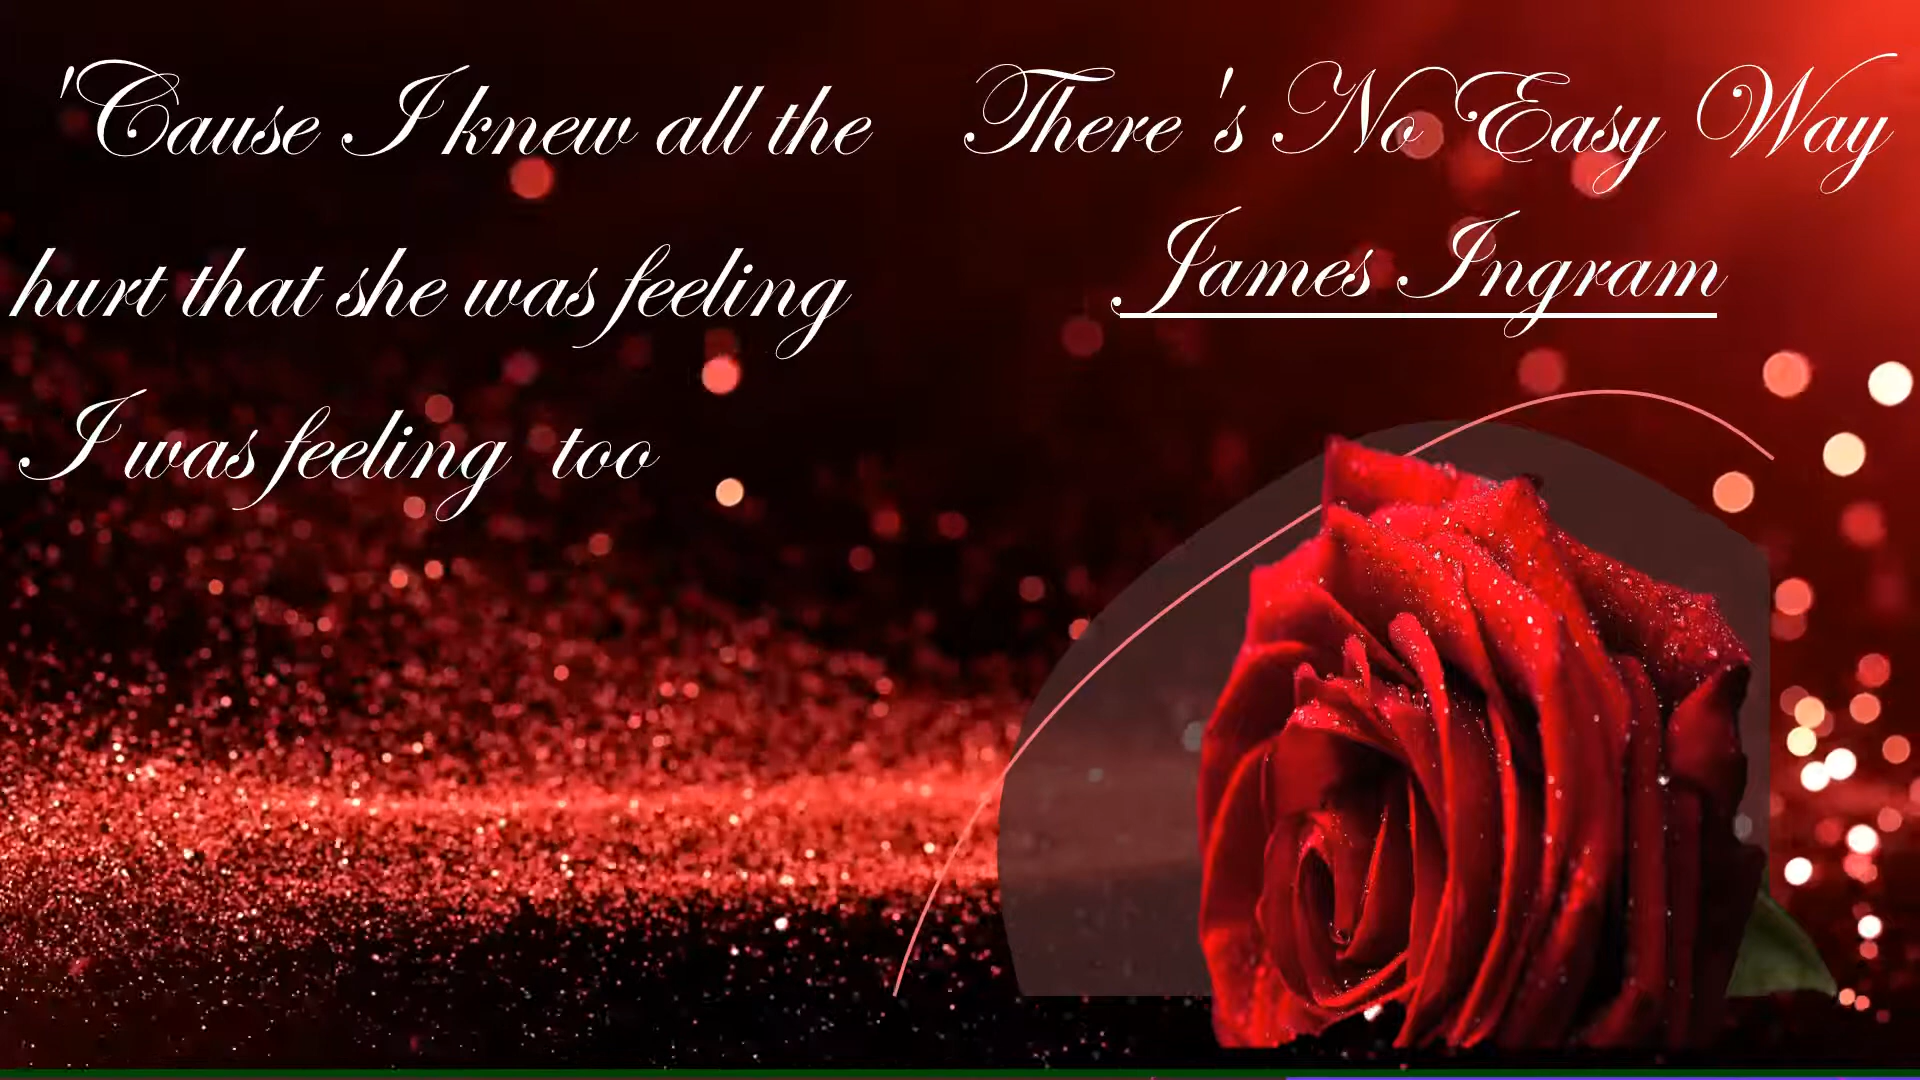 'Cause I knew all the
hurt that she was feeling
I was feeling too
There 's No Easy Way
James Ingram